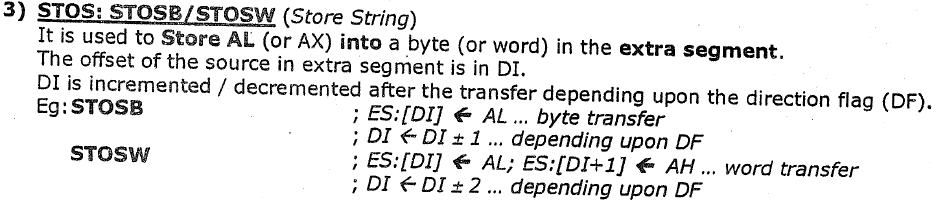 3) STOS: STOSB/STOSW (Store String)
It is used to Store AL (or AX) into a byte (or word) in the extra segment.
The offset of the source in extra segment is in DI.
DI is incremented / decremented after the transfer depending upon the direction flag (DF).
Eg: STOSB ; ES:[DI] ← AL ... byte transfer
; DI ← DI ± 1 ... depending upon DF
STOSW ; ES:[DI] ← AL; ES:[DI+1] ← AH ... word transfer
; DI ← DI ± 2 ... depending upon DF